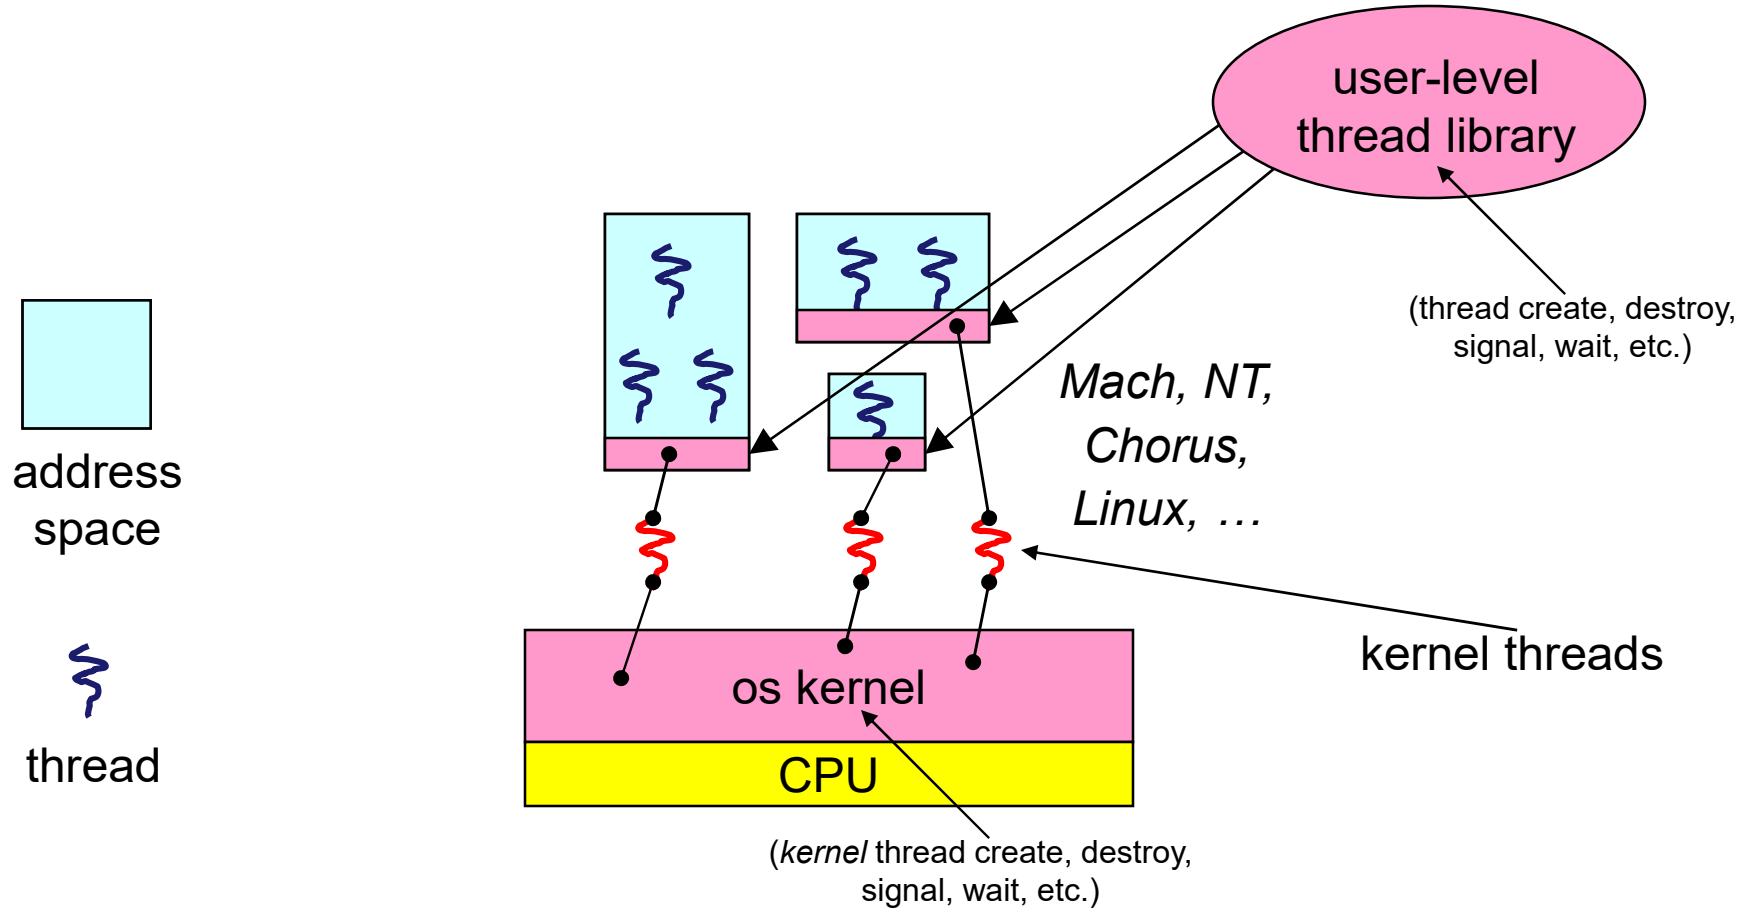 user-level
thread library
(thread create, destroy,
signal, wait, etc.)
Mach, NT,
Chorus,
Linux, …
address
space
kernel threads
os kernel
thread
CPU
(kernel thread create, destroy,
signal, wait, etc.)